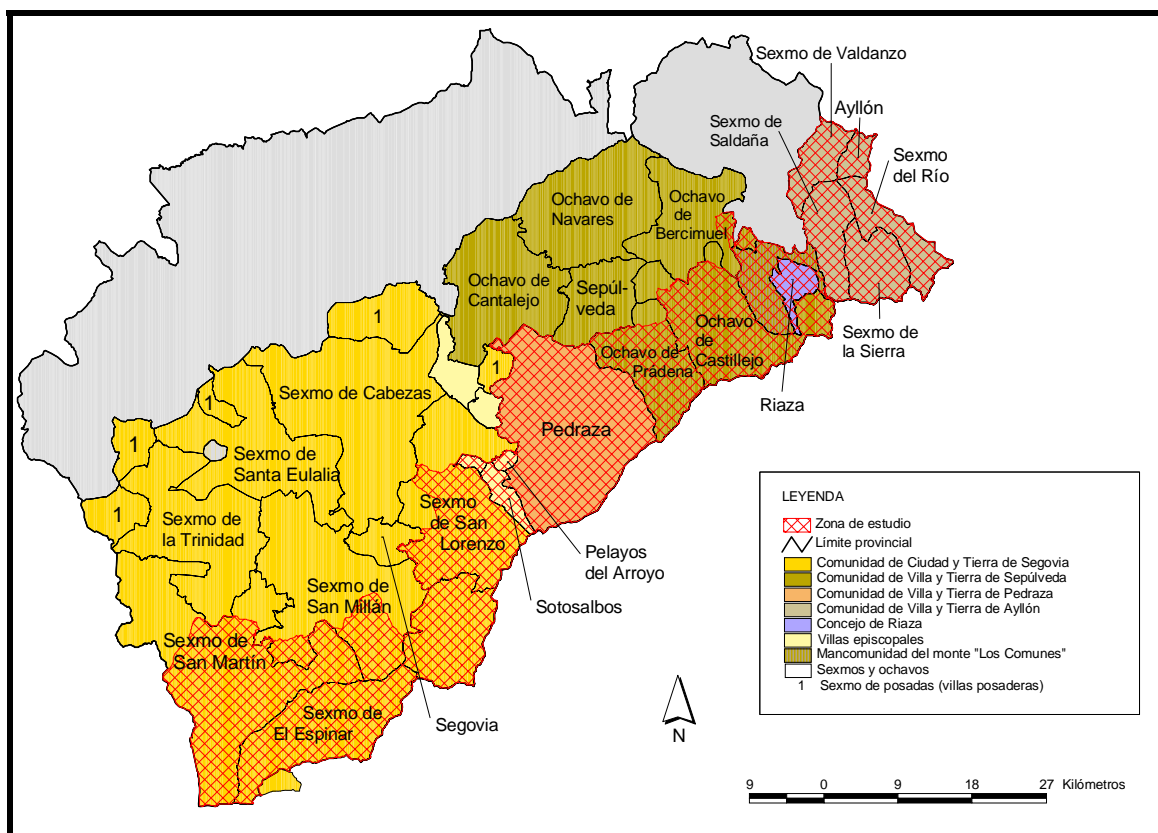 Sexmo de Valdanzo
Ayllón
Sexmo de
Saldaña
Sexmo
del Río
Ochavo de
Navares
Ochavo
de
Bercimuel
Ochavo de
Cantalejo
Sepúl-
veda
1
Ochavo
de
Castillejo
Sexmo de
la Sierra
Ochavo de
Prádena
1
Sexmo de Cabezas
Riaza
1
Pedraza
1
Sexmo de
Santa Eulalia
1
Sexmo de
la Trinidad
Sexmo
de San
Lorenzo
Pelayos
del Arroyo
Sotosalbos
Sexmo de
San Millán
Sexmo de
San Martín
Sexmo de
El Espinar
Segovia
N
LEYENDA
Zona de estudio
Límite provincial
Comunidad de Ciudad y Tierra de Segovia
Comunidad de Villa y Tierra de Sepúlveda
Comunidad de Villa y Tierra de Pedraza
Comunidad de Villa y Tierra de Ayllón
Concejo de Riaza
Villas episcopales
Mancomunidad del monte "Los Comunes"
Sexmos y ochavos
1 Sexmo de posadas (villas posaderas)
9 0 9 18 27 Kilómetros